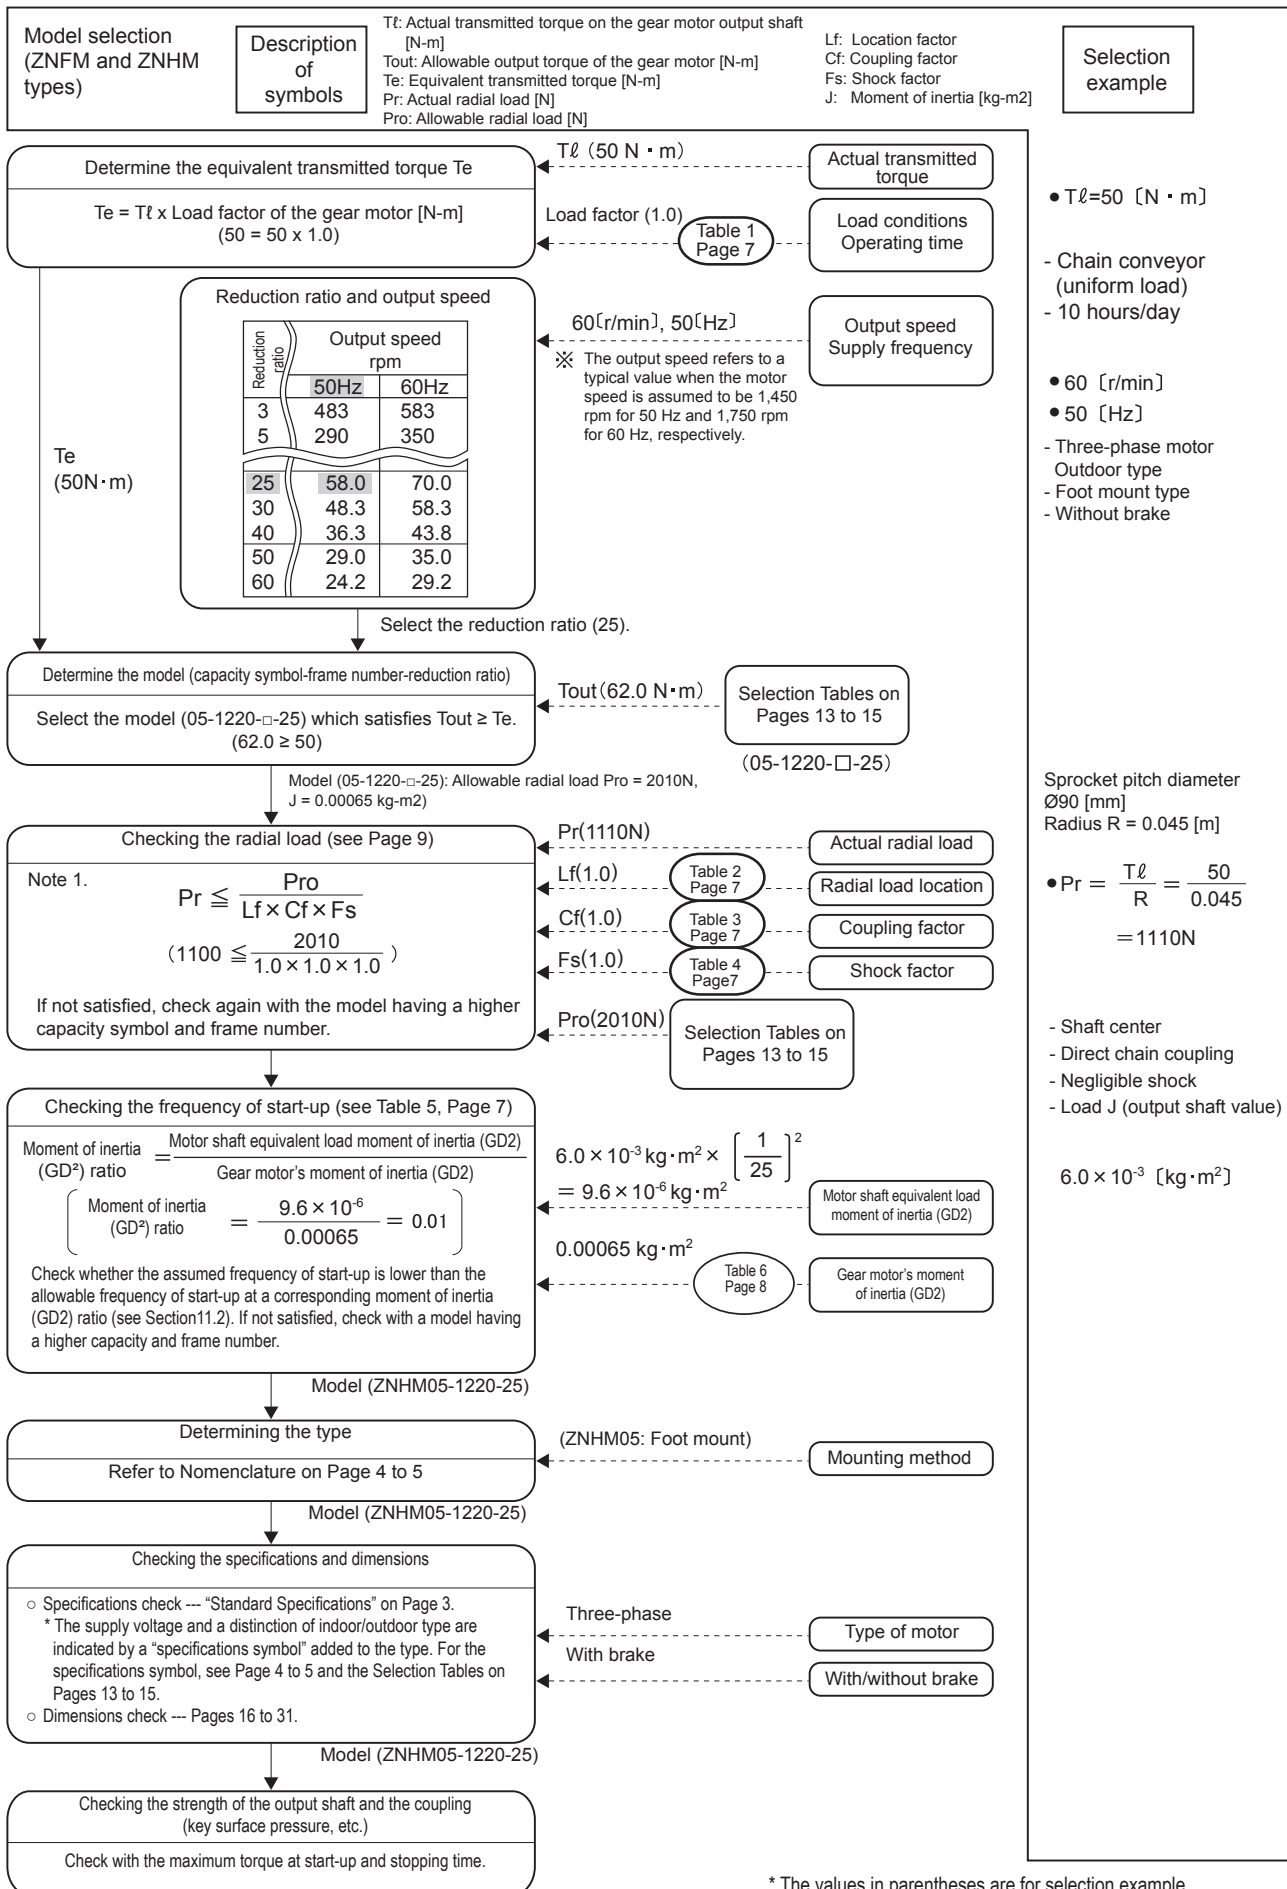 Model selection
(ZNFM and ZNHM
types)
Description
of
symbols
Tℓ: Actual transmitted torque on the gear motor output shaft
[N-m]
Tout: Allowable output torque of the gear motor [N-m]
Te: Equivalent transmitted torque [N-m]
Pr: Actual radial load [N]
Pro: Allowable radial load [N]
Lf: Location factor
Cf: Coupling factor
Fs: Shock factor
J: Moment of inertia [kg-m2]
Selection
example
Determine the equivalent transmitted torque Te
Te = Tℓ x Load factor of the gear motor [N-m]
(50 = 50 x 1.0)
Tℓ (50 N・m)
Actual transmitted
torque
Load factor (1.0)
Table 1
Page 7
Load conditions
Operating time
● Tℓ=50 〔N・m〕
- Chain conveyor
(uniform load)
- 10 hours/day
Te
(50N・m)
Reduction ratio and output speed
Reduction
ratio
Output speed
rpm
50Hz 60Hz
3 483 583
5 290 350
25 58.0 70.0
30 48.3 58.3
40 36.3 43.8
50 29.0 35.0
60 24.2 29.2
60〔r/min〕, 50〔Hz〕
Output speed
Supply frequency
※ The output speed refers to a
typical value when the motor
speed is assumed to be 1,450
rpm for 50 Hz and 1,750 rpm
for 60 Hz, respectively.
● 60 〔r/min〕
● 50 〔Hz〕
- Three-phase motor
Outdoor type
- Foot mount type
- Without brake
Select the reduction ratio (25).
Determine the model (capacity symbol-frame number-reduction ratio)
Select the model (05-1220-□-25) which satisfies Tout ≥ Te.
(62.0 ≥ 50)
Tout(62.0 N・m)
Selection Tables on
Pages 13 to 15
(05-1220-□-25)
Model (05-1220-□-25): Allowable radial load Pro = 2010N,
J = 0.00065 kg-m2)
Sprocket pitch diameter
Ø90 [mm]
Radius R = 0.045 [m]
Checking the radial load (see Page 9)
Note 1.
Pr ≦ Pro / Lf × Cf × Fs
(1100 ≦ 2010 / 1.0 × 1.0 × 1.0 )
If not satisfied, check again with the model having a higher
capacity symbol and frame number.
Pr(1110N)
Actual radial load
Lf(1.0)
Table 2
Page 7
Radial load location
Cf(1.0)
Table 3
Page 7
Coupling factor
Fs(1.0)
Table 4
Page7
Shock factor
Pro(2010N)
Selection Tables on
Pages 13 to 15
● Pr = Tℓ / R = 50 / 0.045
=1110N
- Shaft center
- Direct chain coupling
- Negligible shock
- Load J (output shaft value)
6.0 × 10⁻³ 〔kg・m²〕
Checking the frequency of start-up (see Table 5, Page 7)
Moment of inertia
(GD²) ratio = Motor shaft equivalent load moment of inertia (GD2) / Gear motor's moment of inertia (GD2)
( Moment of inertia
(GD²) ratio = 9.6 × 10⁻⁶ / 0.00065 = 0.01 )
Check whether the assumed frequency of start-up is lower than the
allowable frequency of start-up at a corresponding moment of inertia
(GD2) ratio (see Section11.2). If not satisfied, check with a model having
a higher capacity and frame number.
6.0 × 10⁻³ kg・m² × [ 1 / 25 ]²
= 9.6 × 10⁻⁶ kg・m²
Motor shaft equivalent load
moment of inertia (GD2)
0.00065 kg・m²
Table 6
Page 8
Gear motor's moment
of inertia (GD2)
Model (ZNHM05-1220-25)
Determining the type
Refer to Nomenclature on Page 4 to 5
(ZNHM05: Foot mount)
Mounting method
Model (ZNHM05-1220-25)
Checking the specifications and dimensions
○ Specifications check --- “Standard Specifications” on Page 3.
* The supply voltage and a distinction of indoor/outdoor type are
indicated by a “specifications symbol” added to the type. For the
specifications symbol, see Page 4 to 5 and the Selection Tables on
Pages 13 to 15.
○ Dimensions check --- Pages 16 to 31.
Three-phase
Type of motor
With brake
With/without brake
Model (ZNHM05-1220-25)
Checking the strength of the output shaft and the coupling
(key surface pressure, etc.)
Check with the maximum torque at start-up and stopping time.
* The values in parentheses are for selection example